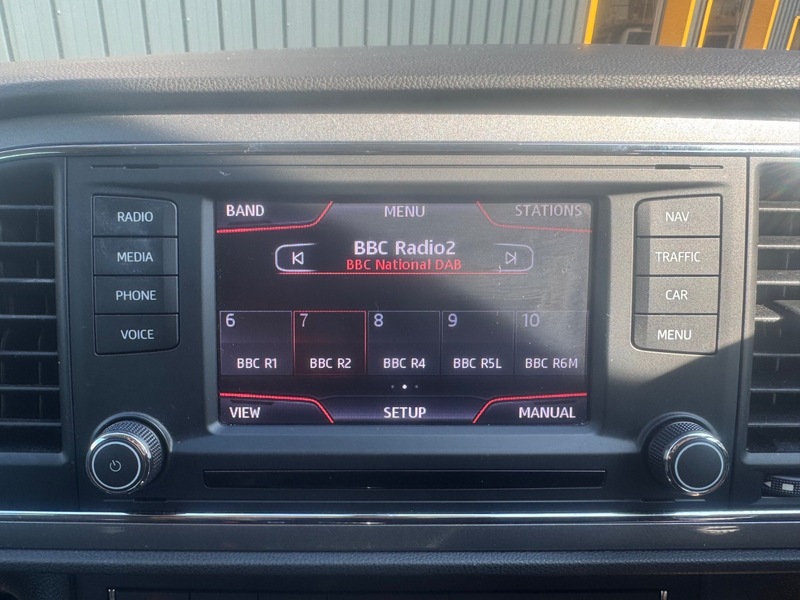 RADIO
MEDIA
PHONE
VOICE
BAND MENU STATIONS
BBC Radio2
BBC National DAB
6 7 8 9 10
BBC R1 BBC R2 BBC R4 BBC R5L BBC R6M
VIEW SETUP MANUAL
NAV
TRAFFIC
CAR
MENU